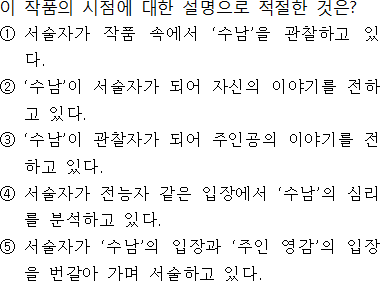 이 작품의 시점에 대한 설명으로 적절한 것은?
① 서술자가 작품 속에서 ‘수남’을 관찰하고 있
다.
② ‘수남’이 서술자가 되어 자신의 이야기를 전하
고 있다.
③ ‘수남’이 관찰자가 되어 주인공의 이야기를 전
하고 있다.
④ 서술자가 전능자 같은 입장에서 ‘수남’의 심리
를 분석하고 있다.
⑤ 서술자가 ‘수남’의 입장과 ‘주인 영감’의 입장
을 번갈아 가며 서술하고 있다.